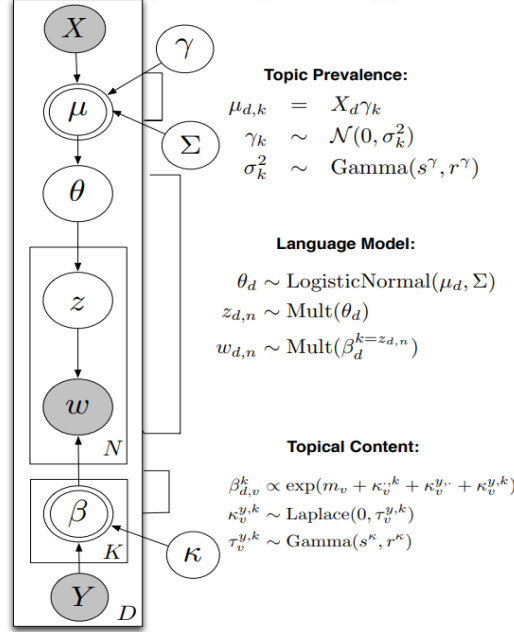 X
γ
μ
Σ
θ
z
w
N
β
K
κ
Y
D
Topic Prevalence:
μ_{d,k} = X_d γ_k
γ_k ∼ 𝒩(0, σ_k^2)
σ_k^2 ∼ Gamma(s^γ, r^γ)
Language Model:
θ_d ∼ LogisticNormal(μ_d, Σ)
z_{d,n} ∼ Mult(θ_d)
w_{d,n} ∼ Mult(β_d^{k=z_{d,n}})
Topical Content:
β_{d,v}^k ∝ exp(m_v + κ_v^{·,k} + κ_v^{y,·} + κ_v^{y,k})
κ_v^{y,k} ∼ Laplace(0, τ_v^{y,k})
τ_v^{y,k} ∼ Gamma(s^κ, r^κ)